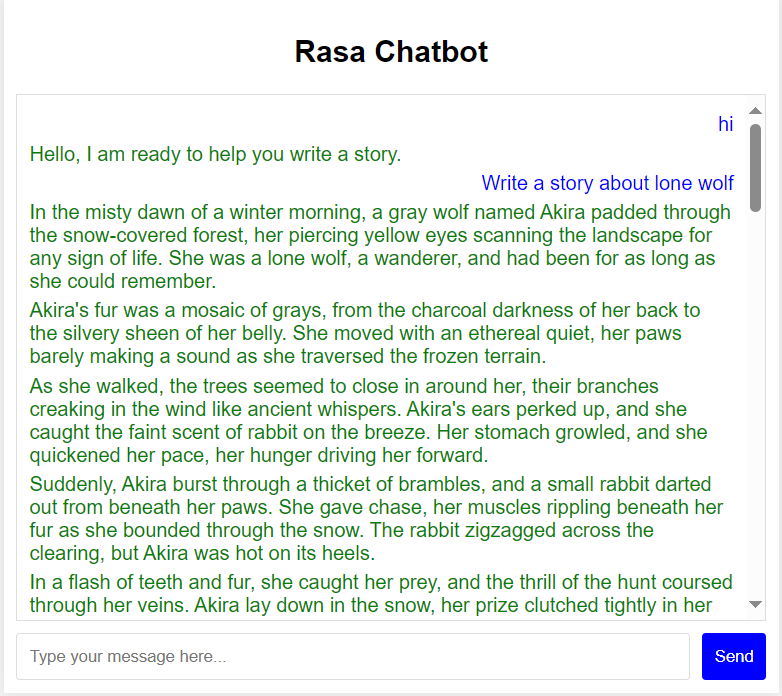 Rasa Chatbot
hi
Hello, I am ready to help you write a story.
Write a story about lone wolf
In the misty dawn of a winter morning, a gray wolf named Akira padded through
the snow-covered forest, her piercing yellow eyes scanning the landscape for
any sign of life. She was a lone wolf, a wanderer, and had been for as long as
she could remember.
Akira's fur was a mosaic of grays, from the charcoal darkness of her back to
the silvery sheen of her belly. She moved with an ethereal quiet, her paws
barely making a sound as she traversed the frozen terrain.
As she walked, the trees seemed to close in around her, their branches
creaking in the wind like ancient whispers. Akira's ears perked up, and she
caught the faint scent of rabbit on the breeze. Her stomach growled, and she
quickened her pace, her hunger driving her forward.
Suddenly, Akira burst through a thicket of brambles, and a small rabbit darted
out from beneath her paws. She gave chase, her muscles rippling beneath her
fur as she bounded through the snow. The rabbit zigzagged across the
clearing, but Akira was hot on its heels.
In a flash of teeth and fur, she caught her prey, and the thrill of the hunt coursed
through her veins. Akira lay down in the snow, her prize clutched tightly in her
Type your message here...
Send